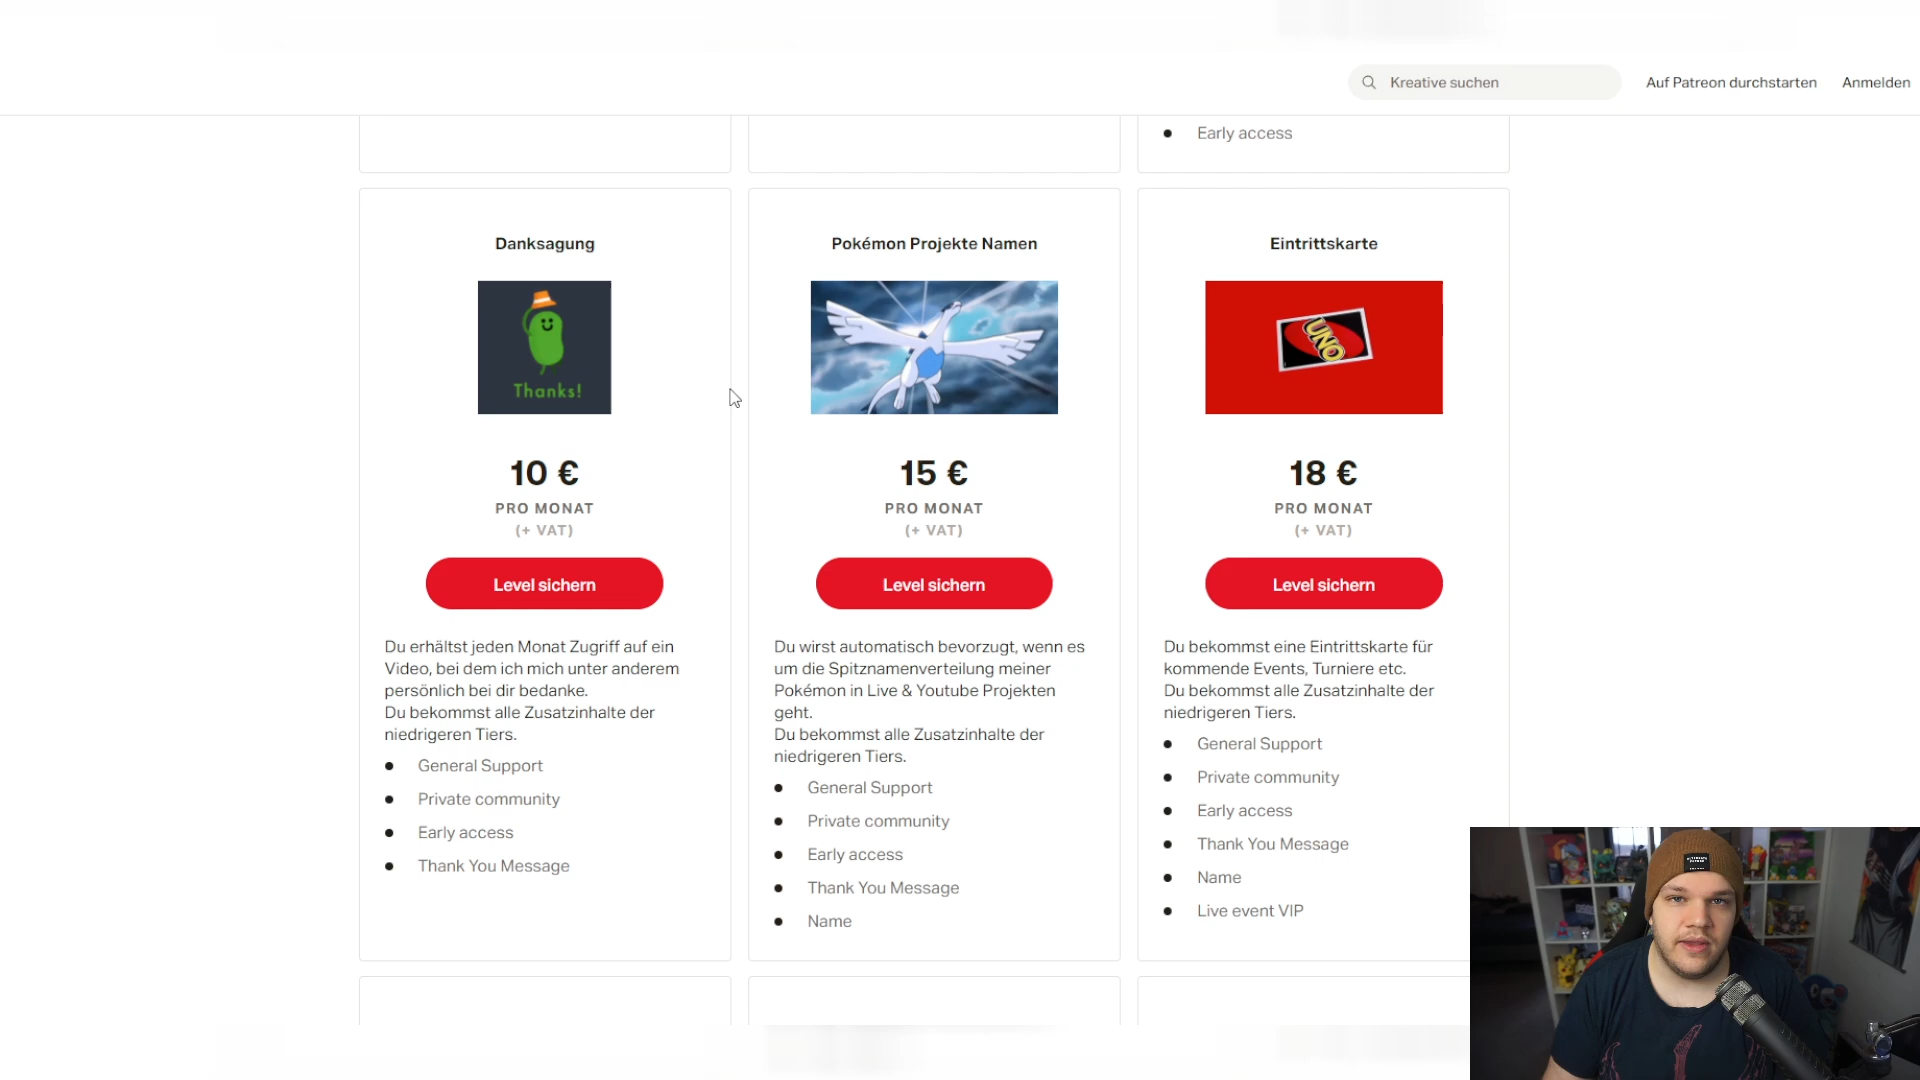 Kreative suchen
Auf Patreon durchstarten
Anmelden
Early access
Danksagung
Thanks!
10 €
PRO MONAT
(+ VAT)
Level sichern
Du erhältst jeden Monat Zugriff auf ein
Video, bei dem ich mich unter anderem
persönlich bei dir bedanke.
Du bekommst alle Zusatzinhalte der
niedrigeren Tiers.
General Support
Private community
Early access
Thank You Message
Pokémon Projekte Namen
15 €
PRO MONAT
(+ VAT)
Level sichern
Du wirst automatisch bevorzugt, wenn es
um die Spitznamenverteilung meiner
Pokémon in Live & Youtube Projekten
geht.
Du bekommst alle Zusatzinhalte der
niedrigeren Tiers.
General Support
Private community
Early access
Thank You Message
Name
Eintrittskarte
UNO
18 €
PRO MONAT
(+ VAT)
Level sichern
Du bekommst eine Eintrittskarte für
kommende Events, Turniere etc.
Du bekommst alle Zusatzinhalte der
niedrigeren Tiers.
General Support
Private community
Early access
Thank You Message
Name
Live event VIP